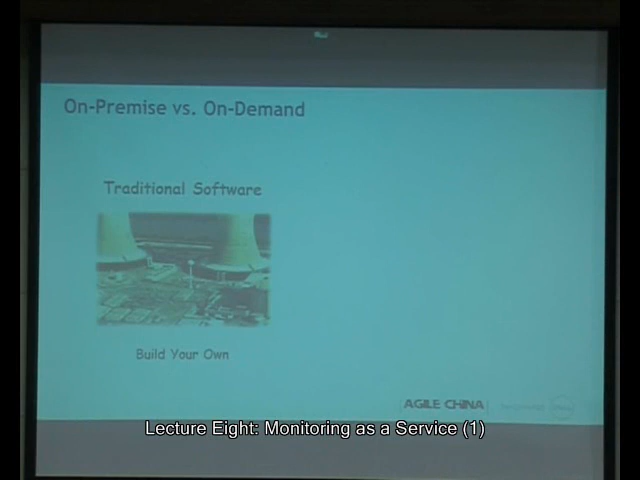 On-Premise vs. On-Demand
Traditional Software
Build Your Own
AGILE CHINA
Lecture Eight: Monitoring as a Service (1)